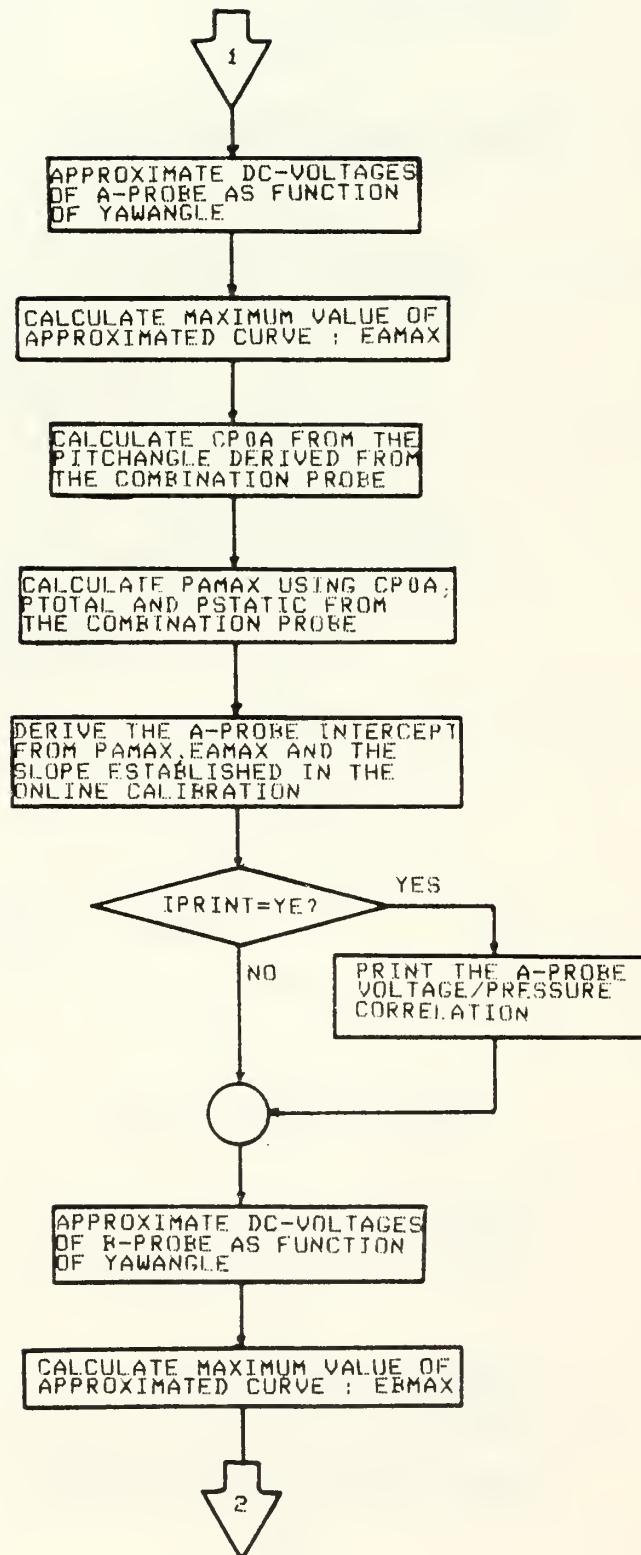 1
APPROXIMATE DC-VOLTAGES
OF A-PROBE AS FUNCTION
OF YAWANGLE
CALCULATE MAXIMUM VALUE OF
APPROXIMATED CURVE : EAMAX
CALCULATE CP0A FROM THE
PITCHANGLE DERIVED FROM
THE COMBINATION PROBE
CALCULATE PAMAX USING CP0A,
PTOTAL AND PSTATIC FROM
THE COMBINATION PROBE
DERIVE THE A-PROBE INTERCEPT
FROM PAMAX,EAMAX AND THE
SLOPE ESTABLISHED IN THE
ONLINE CALIBRATION
IPRINT=YE?
YES
NO
PRINT THE A-PROBE
VOLTAGE/PRESSURE
CORRELATION
APPROXIMATE DC-VOLTAGES
OF B-PROBE AS FUNCTION
OF YAWANGLE
CALCULATE MAXIMUM VALUE OF
APPROXIMATED CURVE : EBMAX
2